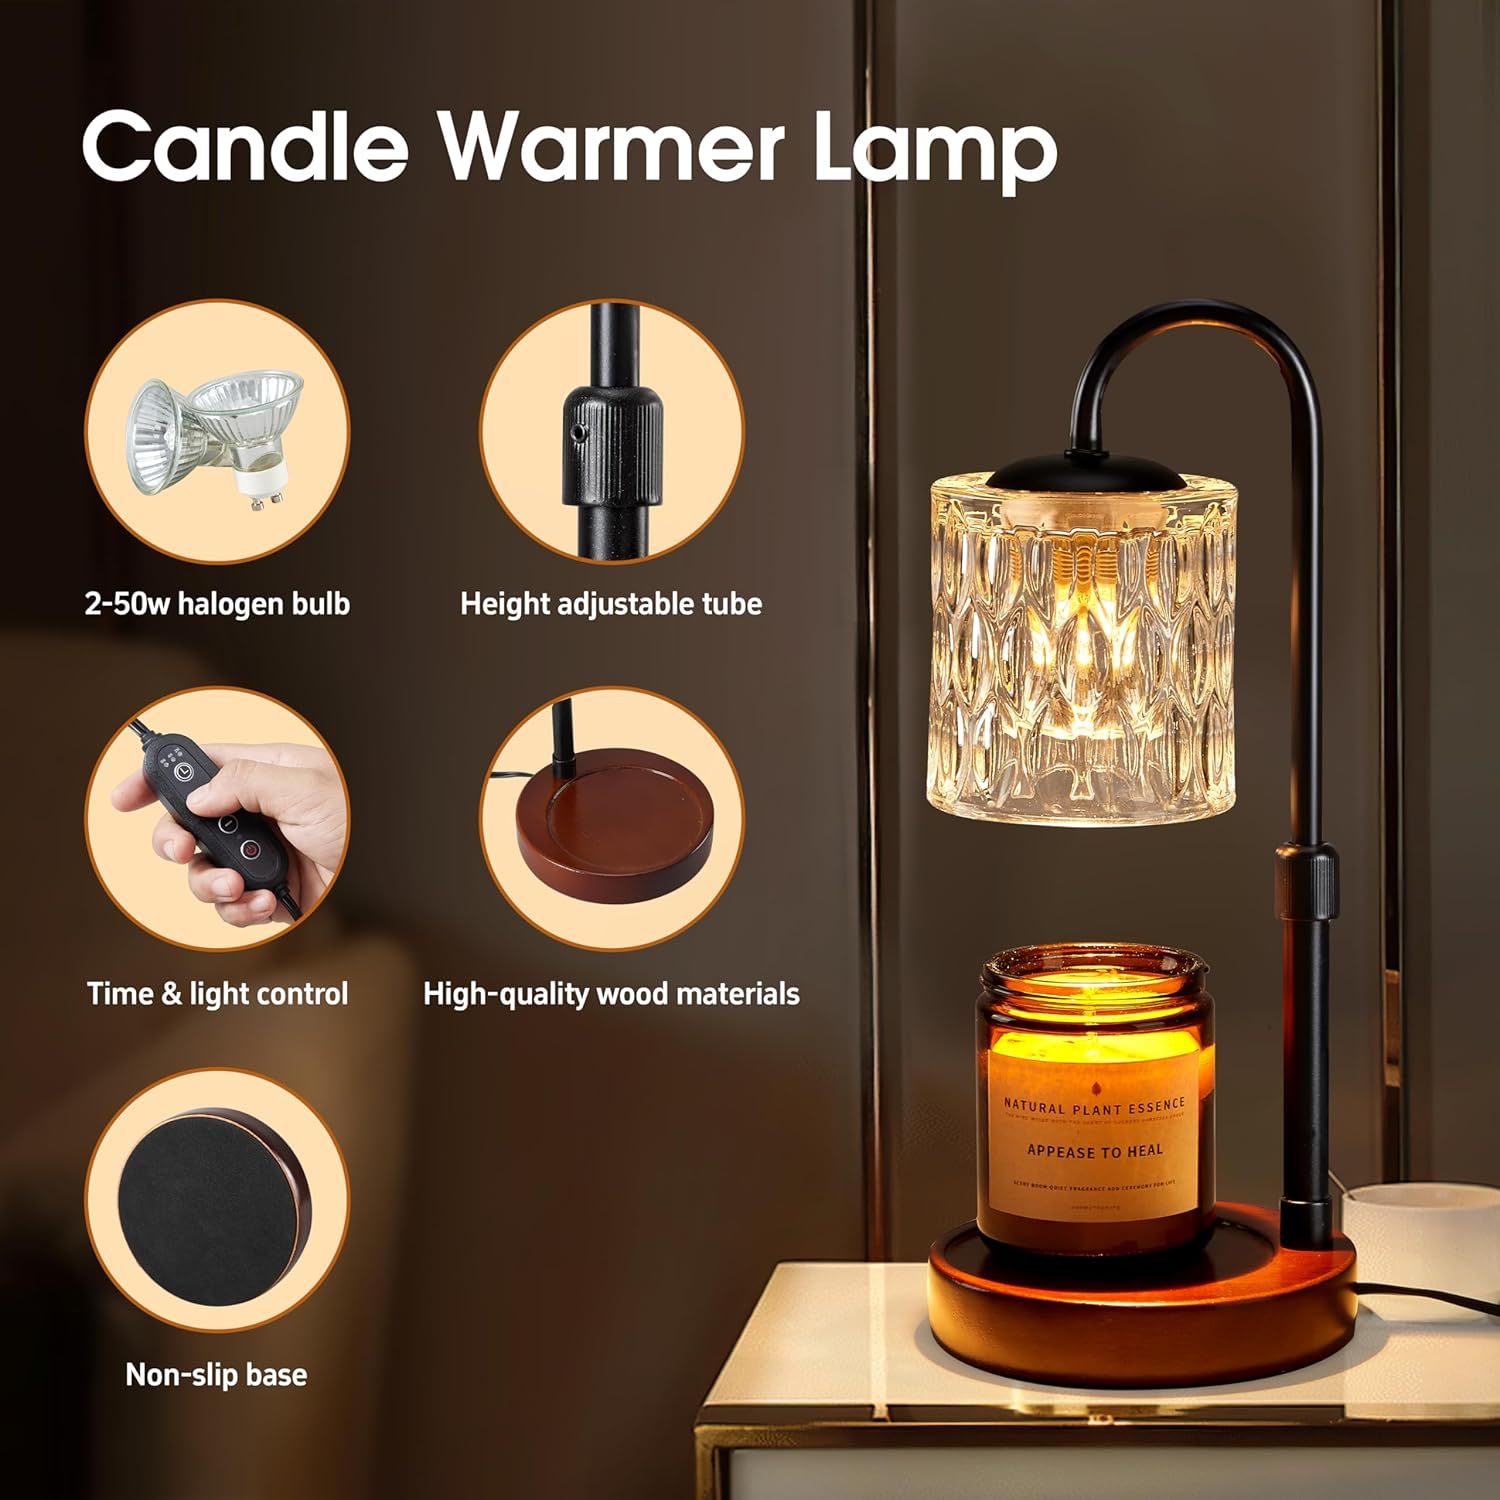 Candle Warmer Lamp
2-50w halogen bulb
Height adjustable tube
Time & light control
High-quality wood materials
Non-slip base
NATURAL PLANT ESSENCE
APPEASE TO HEAL